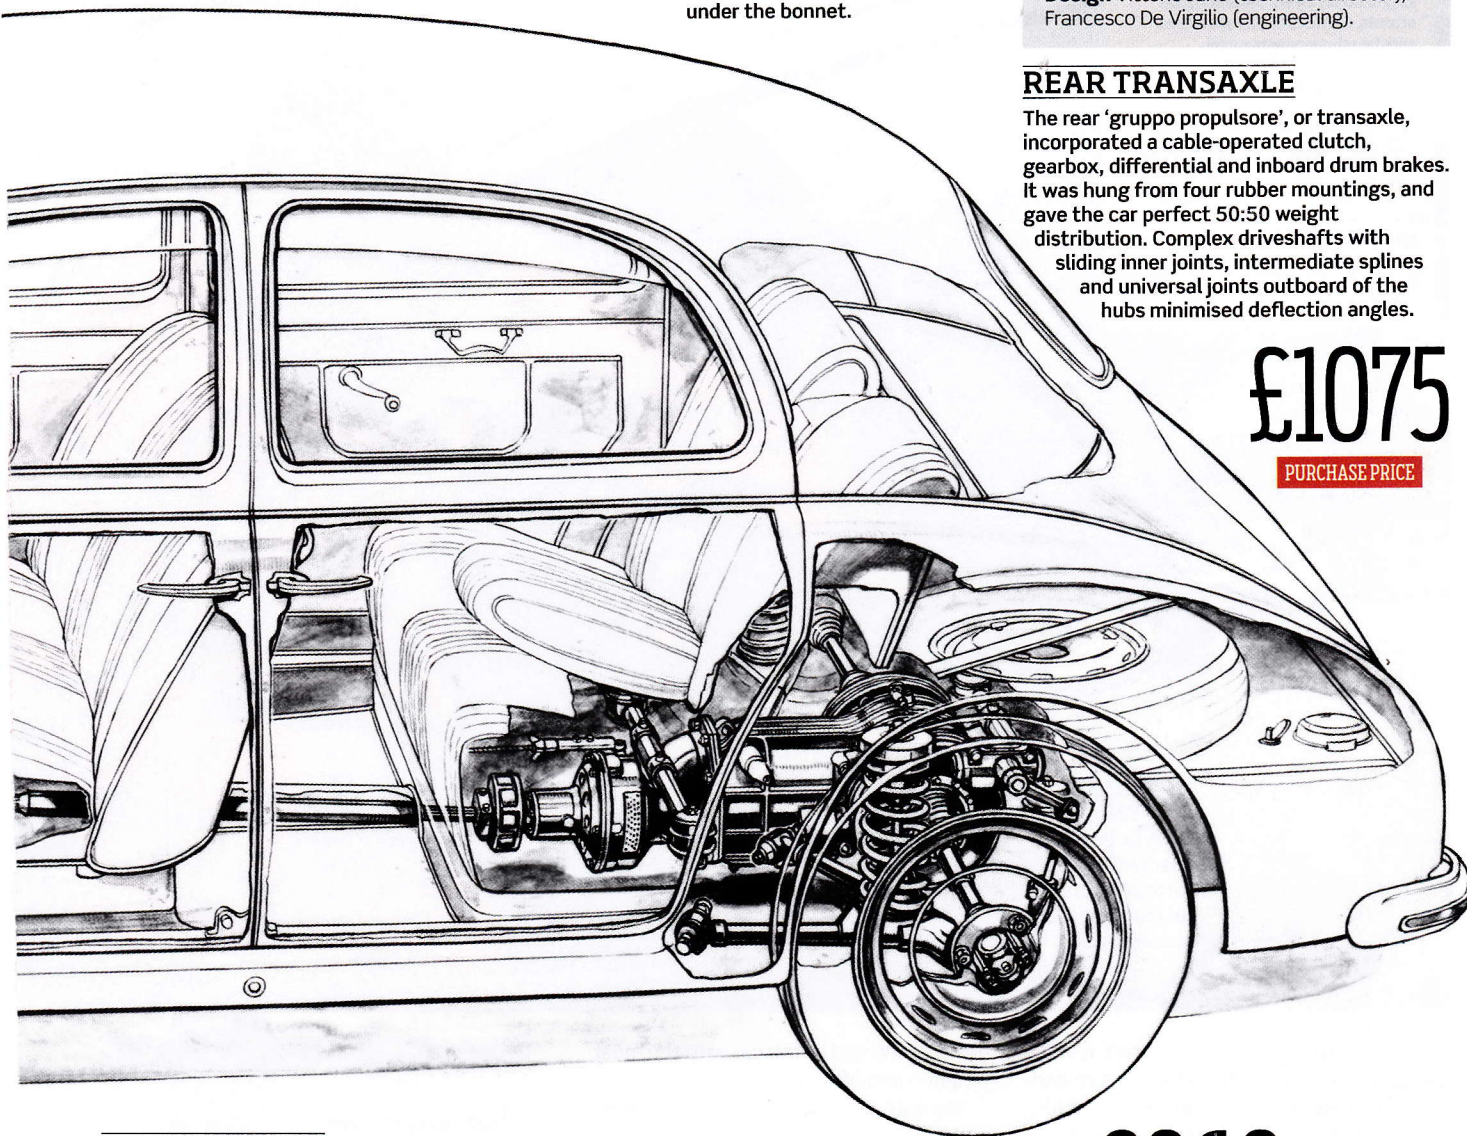 under the bonnet.
Francesco De Virgilio (engineering).
REAR TRANSAXLE
The rear ‘gruppo propulsore’, or transaxle,
incorporated a cable-operated clutch,
gearbox, differential and inboard drum brakes.
It was hung from four rubber mountings, and
gave the car perfect 50:50 weight
distribution. Complex driveshafts with
sliding inner joints, intermediate splines
and universal joints outboard of the
hubs minimised deflection angles.
£1075
PURCHASE PRICE